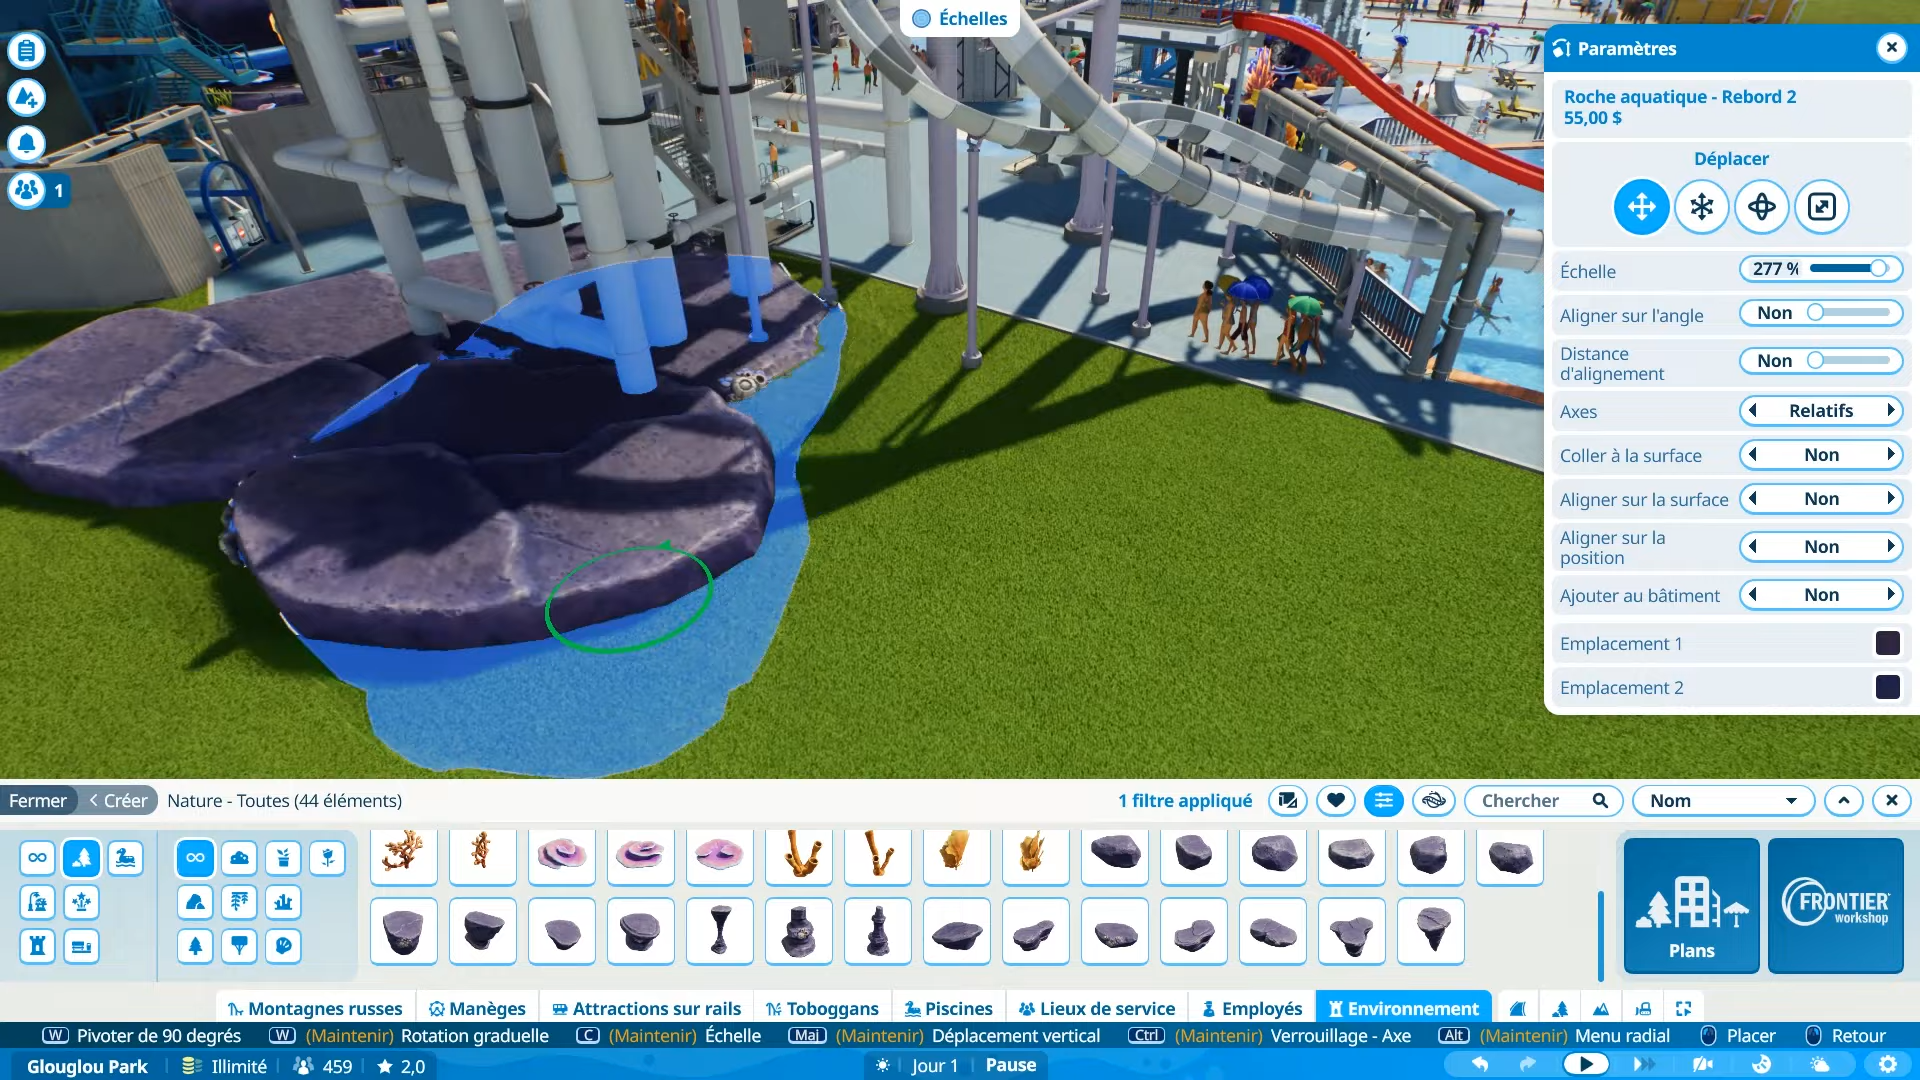 Échelles
1
Paramètres
Roche aquatique - Rebord 2
55,00 $
Déplacer
Échelle
277 %
Aligner sur l'angle
Non
Distance
d'alignement
Non
Axes
Relatifs
Coller à la surface
Non
Aligner sur la surface
Non
Aligner sur la
position
Non
Ajouter au bâtiment
Non
Emplacement 1
Emplacement 2
Fermer
Créer
Nature - Toutes (44 éléments)
1 filtre appliqué
Chercher
Nom
Plans
FRONTIER
workshop
Montagnes russes
Manèges
Attractions sur rails
Toboggans
Piscines
Lieux de service
Employés
Environnement
W Pivoter de 90 degrés
W (Maintenir) Rotation graduelle
C (Maintenir) Échelle
Maj (Maintenir) Déplacement vertical
Ctrl (Maintenir) Verrouillage - Axe
Alt (Maintenir) Menu radial
Placer
Retour
Glouglou Park
Illimité
459
2,0
Jour 1
Pause